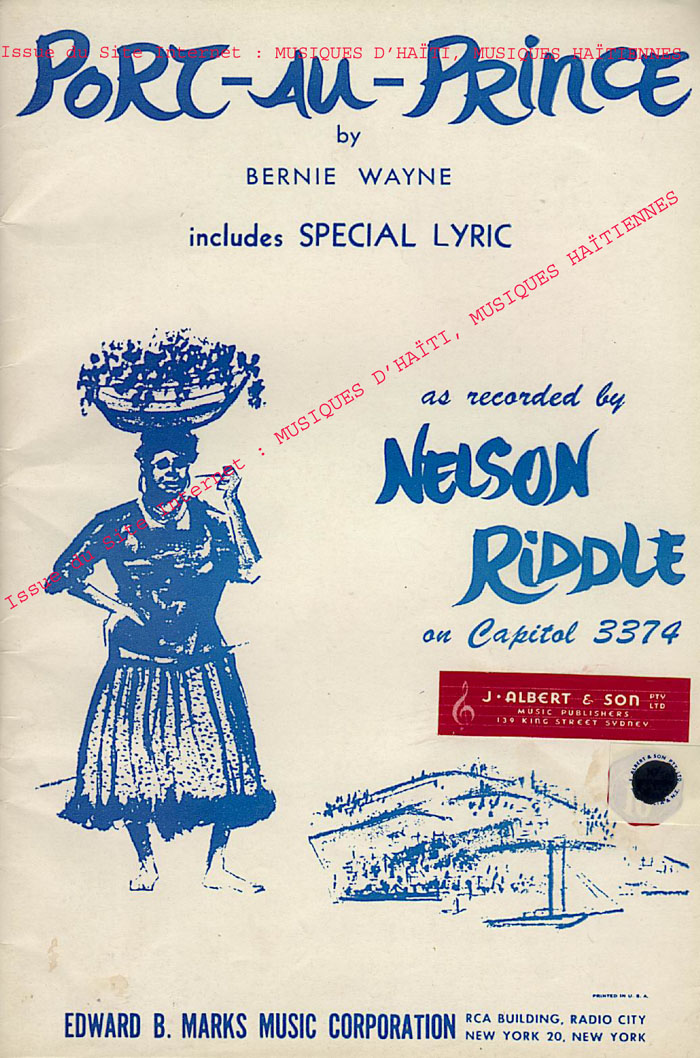 Issue du Site Internet : MUSIQUES D'HAÏTI, MUSIQUES HAÏTIENNES
PORT-AU-PRINCE
by
BERNIE WAYNE
includes SPECIAL LYRIC
Issue du Site Internet : MUSIQUES D'HAÏTI, MUSIQUES HAÏTIENNES
as recorded by
NELSON
RIDDLE
on Capitol 3374
J. ALBERT & SON PTY LTD
MUSIC PUBLISHERS
139 KING STREET SYDNEY
PRINTED IN U. S. A.
EDWARD B. MARKS MUSIC CORPORATION
RCA BUILDING, RADIO CITY
NEW YORK 20, NEW YORK